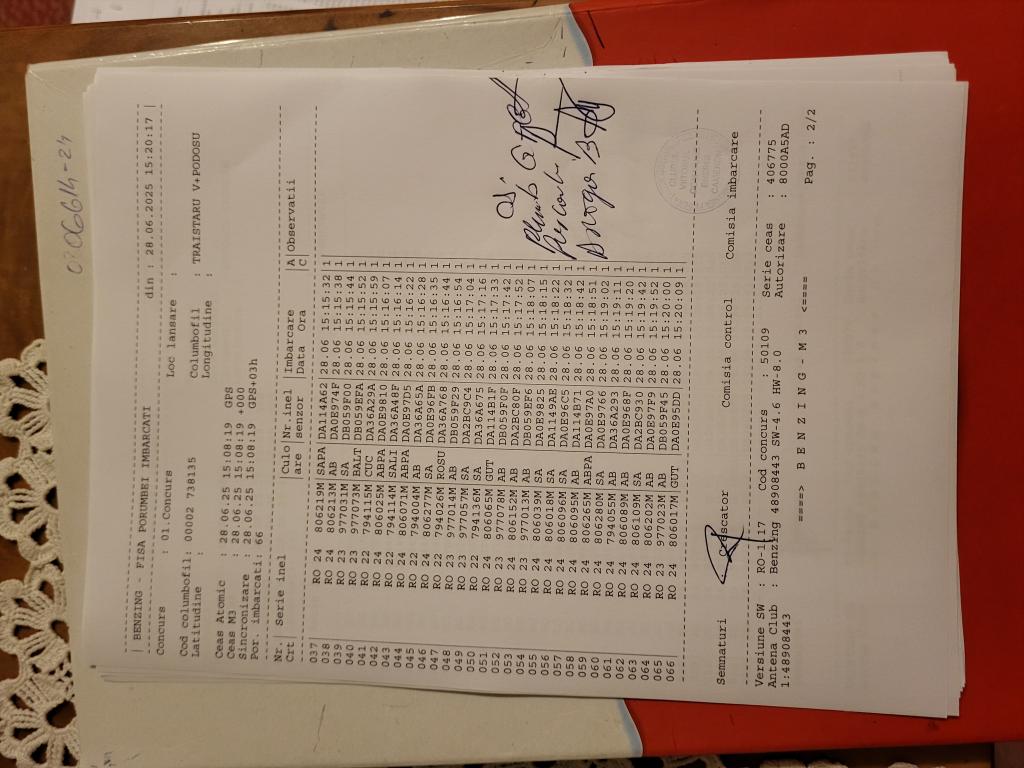 0706614-24
| BENZING - FISA PORUMBEI IMBARCATI din : 28.06.2025 15:20:17 |
Concurs : 01.Concurs Loc lansare :
Cod columbofil: 00002 738135 Columbofil : TRAISTARU V+PODOSU
Latitudine : Longitudine :
Ceas Atomic : 28.06.25 15:08:19 GPS
Ceas M3 : 28.06.25 15:08:19 +000
Sincronizare : 28.06.25 15:08:19 GPS+03h
Por. imbarcati: 66
Nr. | Serie inel |Culo|Nr.inel |Imbarcare |A|Observatii
Crt | |are |senzor |Data Ora |C|
037 RO 24 806219M SAPA DA114A62 28.06 15:15:32 1
038 RO 24 806213M AB DA0E974F 28.06 15:15:38 1
039 RO 23 977031M SA DB059F00 28.06 15:15:44 1
040 RO 23 977073M BALT DB059EFA 28.06 15:15:52 1
041 RO 22 794115M CUC DA36A29A 28.06 15:15:59 1
042 RO 24 806025M ABPA DA0E9810 28.06 15:16:07 1
043 RO 22 794114M SALI DA36A48F 28.06 15:16:14 1
044 RO 24 806071M ABPA DA0E97D5 28.06 15:16:22 1
045 RO 22 794004M AB DA36A65A 28.06 15:16:28 1
046 RO 24 806277M SA DA0E96FB 28.06 15:16:35 1
047 RO 22 794026M ROSU DA36A768 28.06 15:16:44 1
048 RO 23 977014M AB DB059F29 28.06 15:16:54 1
049 RO 23 977057M SA DA2BC9C4 28.06 15:17:04 1
050 RO 22 794136M AA DA36A675 28.06 15:17:16 1
051 RO 24 806065M GUT DA114B1F 28.06 15:17:33 1
052 RO 23 977078M AB DB059F0F 28.06 15:17:42 1
053 RO 24 806152M AB DA2BC80F 28.06 15:17:52 1
054 RO 23 977013M AB DB059EF6 28.06 15:18:07 1
055 RO 24 806039M SA DA0E9825 28.06 15:18:15 1
056 RO 24 806018M SA DA1149AE 28.06 15:18:22 1
057 RO 24 806096M SA DA0E96C5 28.06 15:18:32 1
058 RO 24 806095M AB DA114B71 28.06 15:18:42 1
059 RO 24 806265M ABPA DA0E97A0 28.06 15:18:51 1
060 RO 24 806280M SA DA0E9766 28.06 15:19:02 1
061 RO 22 794055M AB DA36A293 28.06 15:19:11 1
062 RO 24 806089M AB DA0E968F 28.06 15:19:20 1
063 RO 24 806109M SA DA2BC930 28.06 15:19:42 1
064 RO 24 806202M AB DA0E97F9 28.06 15:19:52 1
065 RO 23 977023M AB DB059F45 28.06 15:20:00 1
066 RO 24 806017M GUT DA0E95DD 28.06 15:20:09 1
Semnaturi Crescator Comisia control Comisia imbarcare
Versiune SW : RO-1.17 Cod concurs : 50109 Serie ceas : 406775
Antena Club : Benzing 48908443 SW-4.6 HW-8.0 Autorizare : 8000A5AD
1:48908443
====> B E N Z I N G - M 3 <====
Pag. : 2/2